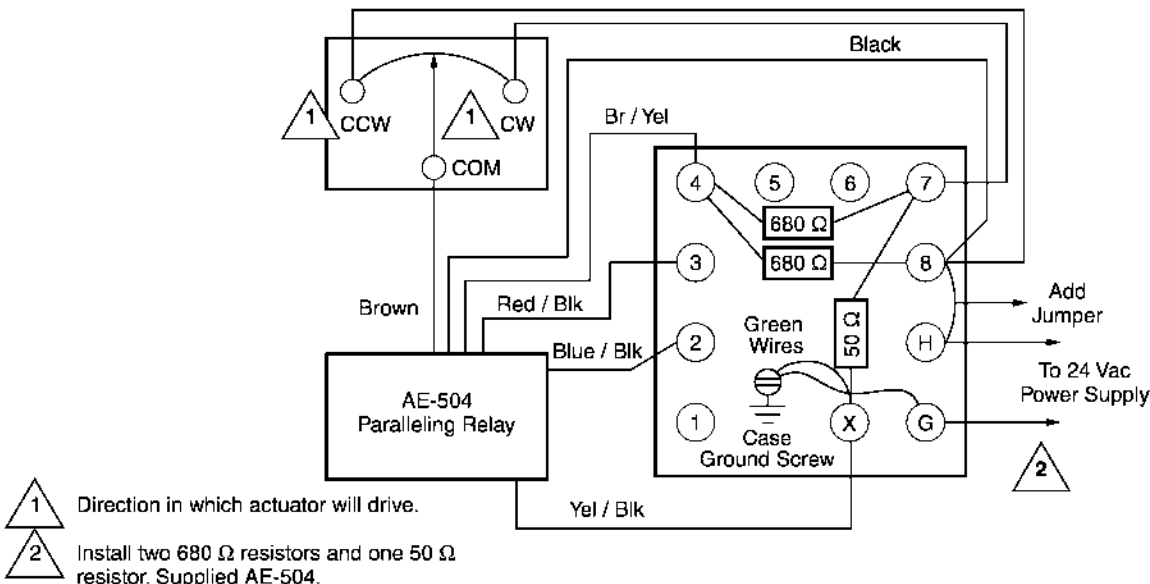 Black
1
CCW
1
CW
COM
Br / Yel
4
5
6
7
680 Ω
680 Ω
3
8
Brown
Red / Blk
Add
Jumper
Green
Wires
50 Ω
Blue / Blk
2
H
To 24 Vac
Power Supply
AE-504
Paralleling Relay
1
X
G
Case
Ground Screw
2
Yel / Blk
1 Direction in which actuator will drive.
2 Install two 680 Ω resistors and one 50 Ω
resistor. Supplied AE-504.